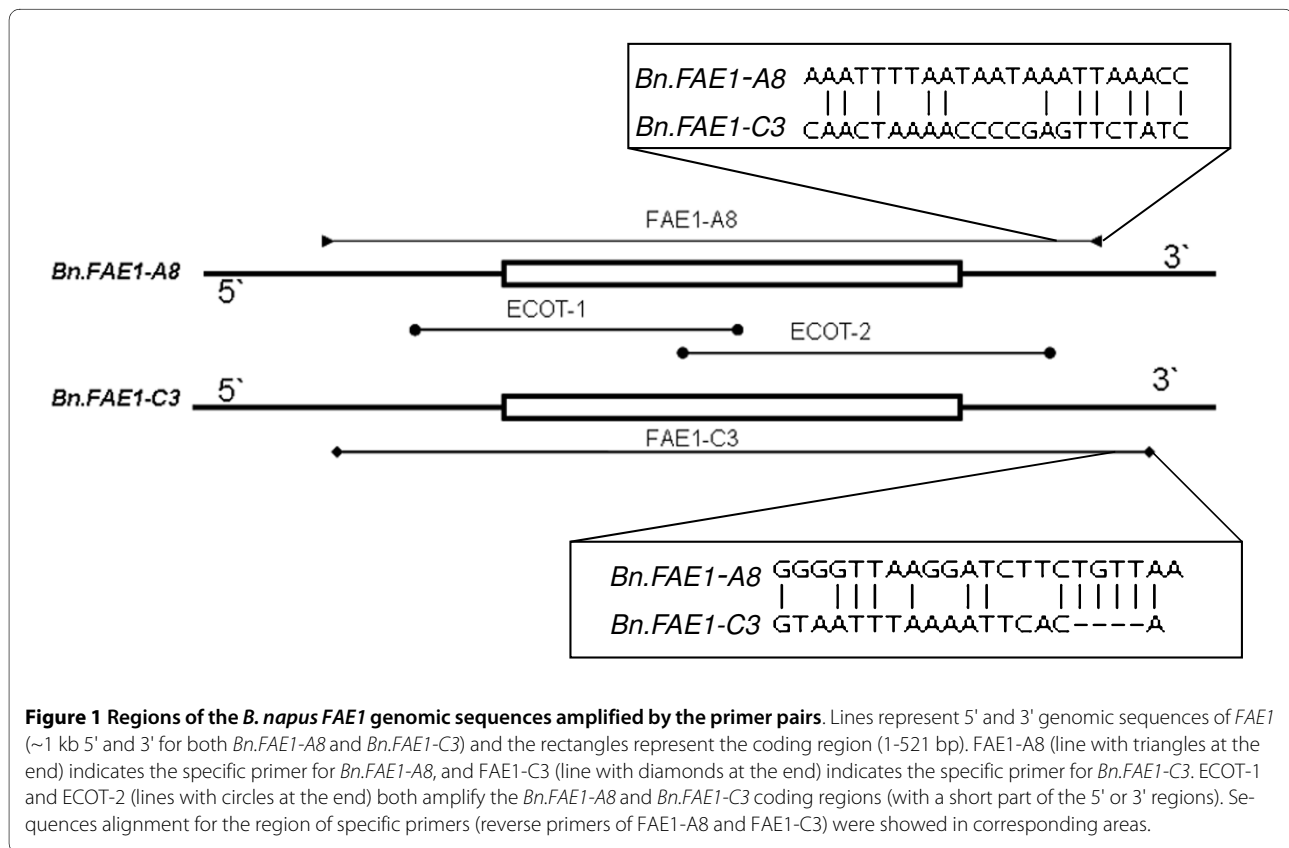 Bn.FAE1-A8 AAATTTTAATAATAAATTAAACC
Bn.FAE1-C3 CAACTAAAACCCCGAGTTCTATC
FAE1-A8
Bn.FAE1-A8
5`
3`
ECOT-1
ECOT-2
Bn.FAE1-C3
5`
3`
FAE1-C3
Bn.FAE1-A8 GGGGTTAAGGATCTTCTGTTAA
Bn.FAE1-C3 GTAATTTAAAATTCAC----A
Figure 1 Regions of the B. napus FAE1 genomic sequences amplified by the primer pairs. Lines represent 5' and 3' genomic sequences of FAE1
(~1 kb 5' and 3' for both Bn.FAE1-A8 and Bn.FAE1-C3) and the rectangles represent the coding region (1-521 bp). FAE1-A8 (line with triangles at the
end) indicates the specific primer for Bn.FAE1-A8, and FAE1-C3 (line with diamonds at the end) indicates the specific primer for Bn.FAE1-C3. ECOT-1
and ECOT-2 (lines with circles at the end) both amplify the Bn.FAE1-A8 and Bn.FAE1-C3 coding regions (with a short part of the 5' or 3' regions). Se-
quences alignment for the region of specific primers (reverse primers of FAE1-A8 and FAE1-C3) were showed in corresponding areas.